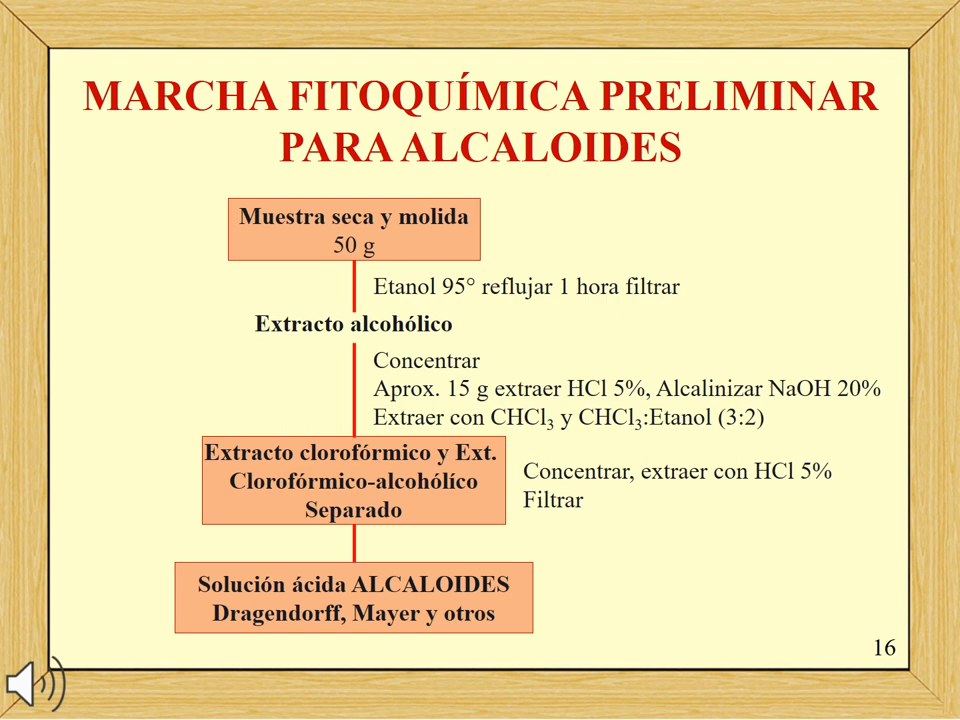 MARCHA FITOQUÍMICA PRELIMINAR
PARA ALCALOIDES
Muestra seca y molida
50 g
Etanol 95° reflujar 1 hora filtrar
Extracto alcohólico
Concentrar
Aprox. 15 g extraer HCl 5%, Alcalinizar NaOH 20%
Extraer con CHCl₃ y CHCl₃:Etanol (3:2)
Extracto clorofórmico y Ext.
Clorofórmico-alcohólíco
Separado
Concentrar, extraer con HCl 5%
Filtrar
Solución ácida ALCALOIDES
Dragendorff, Mayer y otros
16